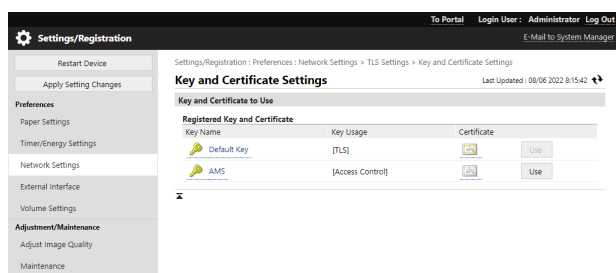 To Portal Login User : Administrator Log Out
Settings/Registration E-Mail to System Manager
Restart Device
Apply Setting Changes
Preferences
Paper Settings
Timer/Energy Settings
Network Settings
External Interface
Volume Settings
Adjustment/Maintenance
Adjust Image Quality
Maintenance
Settings/Registration : Preferences : Network Settings > TLS Settings > Key and Certificate Settings
Key and Certificate Settings Last Updated : 08/06 2022 8:15:42
Key and Certificate to Use
Registered Key and Certificate
Key Name Key Usage Certificate
Default Key [TLS] Use
AMS [Access Control] Use